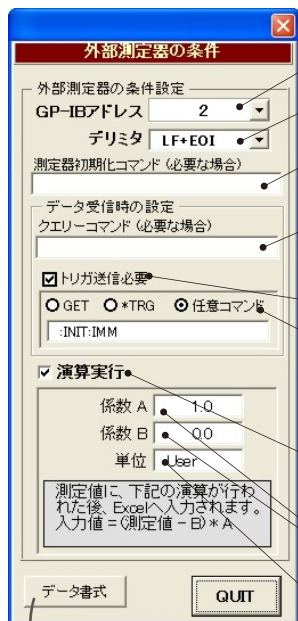 外部測定器の条件
外部測定器の条件設定
GP-IBアドレス 2
デリミタ LF+EOI
測定器初期化コマンド (必要な場合)
データ受信時の設定
クエリーコマンド (必要な場合)
トリガ送信必要
GET *TRG 任意コマンド
:INIT:IMM
演算実行
係数 A 1.0
係数 B 0.0
単位 User
測定値に、下記の演算が行わ
れた後、Excelへ入力されます。
入力値 =(測定値 - B)* A
データ書式
QUIT